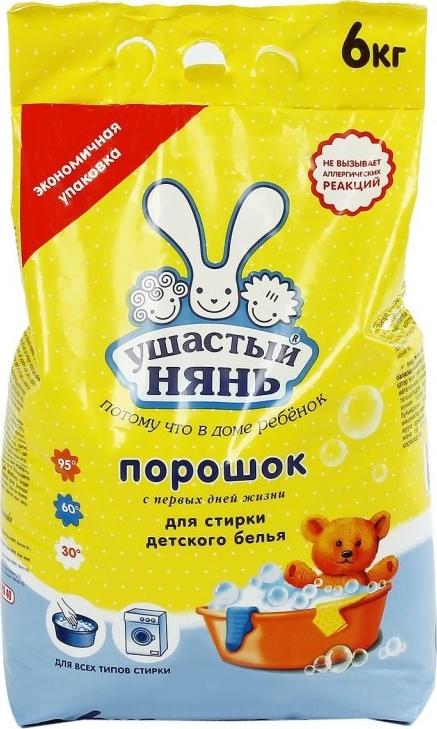 6кг
экономичная
упаковка
НЕ ВЫЗЫВАЕТ
АЛЛЕРГИЧЕСКИХ
РЕАКЦИЙ
УШАСТЫЙ
®
НЯНЬ
потому что в доме ребёнок
порошок
с первых дней жизни
для стирки
детского белья
95°
60°
30°
ДЛЯ ВСЕХ ТИПОВ СТИРКИ